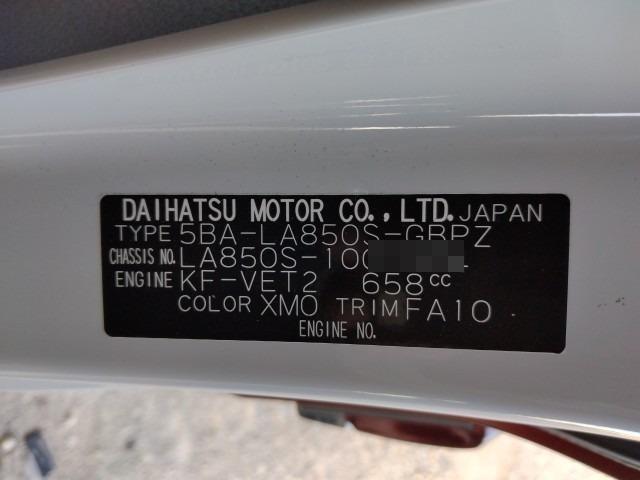 DAIHATSU MOTOR CO., LTD. JAPAN
TYPE 5BA-LA850S-GBPZ
CHASSIS NO. LA850S-100
ENGINE KF-VET2 658cc
COLOR XM0 TRIM FA10
ENGINE NO.